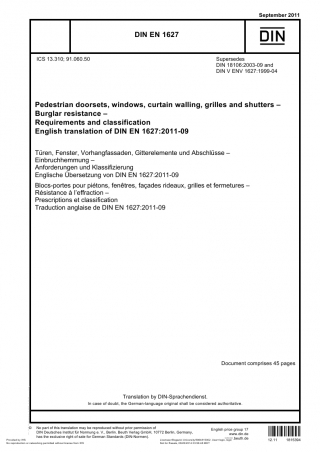 September 2011
DIN EN 1627
DIN
ICS 13.310; 91.060.50
Supersedes
DIN 18106:2003-09 and
DIN V ENV 1627:1999-04
Pedestrian doorsets, windows, curtain walling, grilles and shutters –
Burglar resistance –
Requirements and classification
English translation of DIN EN 1627:2011-09
Türen, Fenster, Vorhangfassaden, Gitterelemente und Abschlüsse –
Einbruchhemmung –
Anforderungen und Klassifizierung
Englische Übersetzung von DIN EN 1627:2011-09
Blocs-portes pour piétons, fenêtres, façades rideaux, grilles et fermetures –
Résistance à l'effraction –
Prescriptions et classification
Traduction anglaise de DIN EN 1627:2011-09
Document comprises 45 pages
Translation by DIN-Sprachendienst.
In case of doubt, the German-language original shall be considered authoritative.
© No part of this translation may be reproduced without prior permission of
DIN Deutsches Institut für Normung e. V., Berlin. Beuth Verlag GmbH, 10772 Berlin, Germany,
has the exclusive right of sale for German Standards (DIN-Normen).
English price group 17
www.din.de
www.beuth.de
12.11